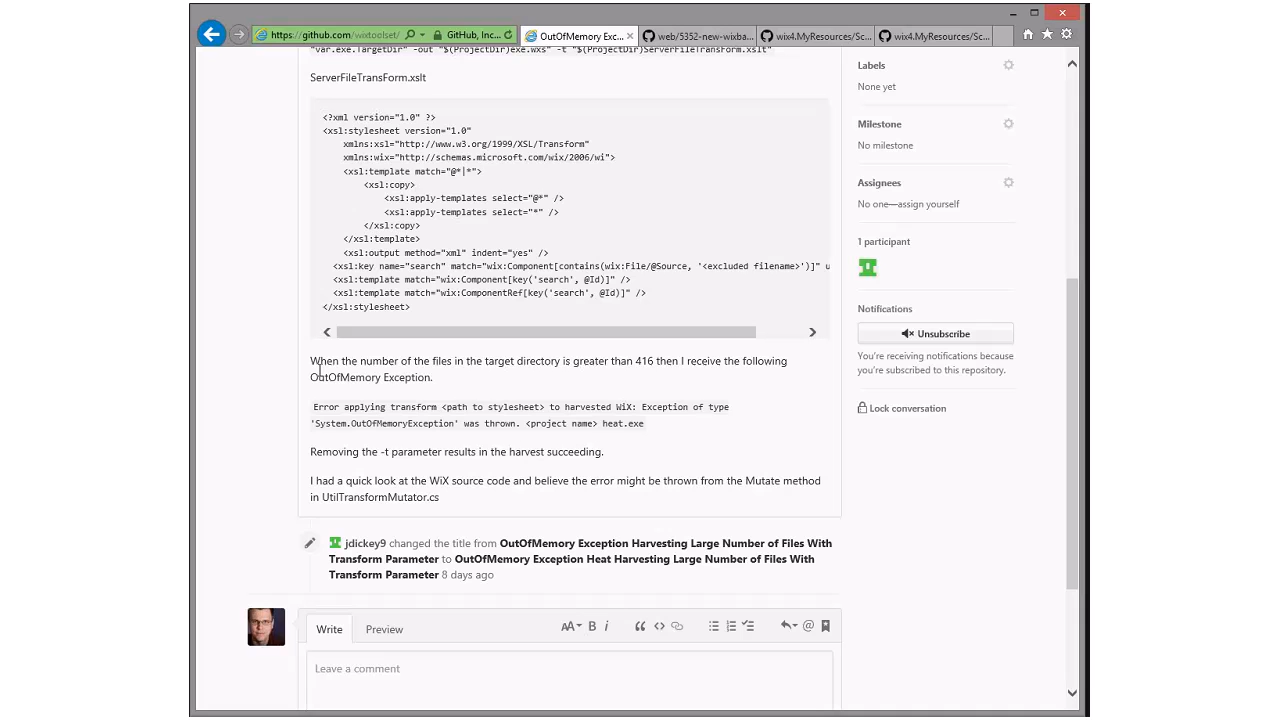 https://github.com/wixtoolset/
GitHub, Inc...
OutOfMemory Exc...
web/5352-new-wixba...
wix4.MyResources/Sc...
wix4.MyResources/Sc...
"var.exe.TargetDir" -out "$(ProjectDir)exe.wxs" -t "$(ProjectDir)ServerFileTransform.xslt"
ServerFileTransForm.xslt
<?xml version="1.0" ?>
<xsl:stylesheet version="1.0"
xmlns:xsl="http://www.w3.org/1999/XSL/Transform"
xmlns:wix="http://schemas.microsoft.com/wix/2006/wi">
<xsl:template match="@*|*">
<xsl:copy>
<xsl:apply-templates select="@*" />
<xsl:apply-templates select="*" />
</xsl:copy>
</xsl:template>
<xsl:output method="xml" indent="yes" />
<xsl:key name="search" match="wix:Component[contains(wix:File/@Source, '<excluded filename>')]" u
<xsl:template match="wix:Component[key('search', @Id)]" />
<xsl:template match="wix:ComponentRef[key('search', @Id)]" />
</xsl:stylesheet>
When the number of the files in the target directory is greater than 416 then I receive the following
OutOfMemory Exception.
Error applying transform <path to stylesheet> to harvested WiX: Exception of type
'System.OutOfMemoryException' was thrown. <project name> heat.exe
Removing the -t parameter results in the harvest succeeding.
I had a quick look at the WiX source code and believe the error might be thrown from the Mutate method
in UtilTransformMutator.cs
jdickey9 changed the title from OutOfMemory Exception Harvesting Large Number of Files With
Transform Parameter to OutOfMemory Exception Heat Harvesting Large Number of Files With
Transform Parameter 8 days ago
Write
Preview
AA
B
i
Leave a comment
Labels
None yet
Milestone
No milestone
Assignees
No one—assign yourself
1 participant
Notifications
Unsubscribe
You're receiving notifications because
you're subscribed to this repository.
Lock conversation